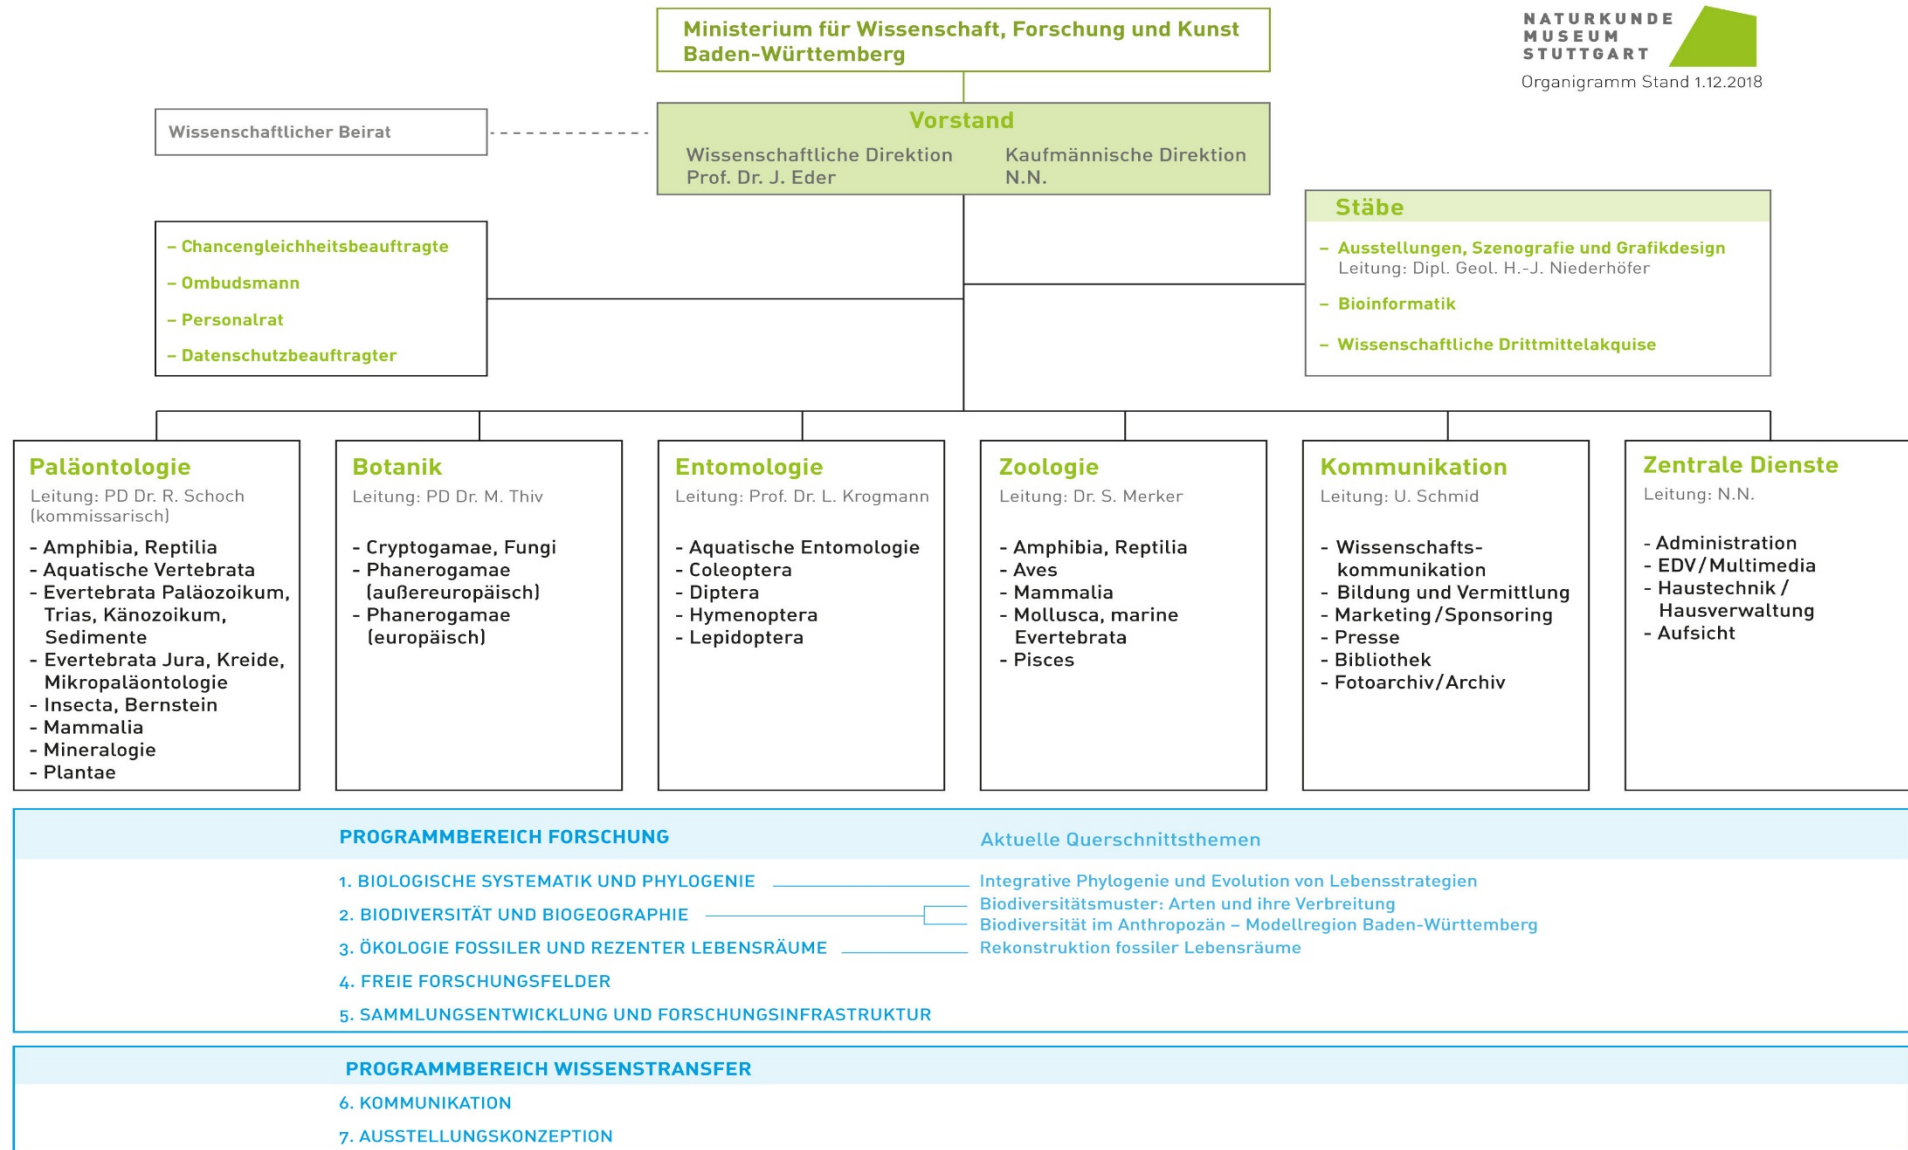 Ministerium für Wissenschaft, Forschung und Kunst
Baden-Württemberg
NATURKUNDE
MUSEUM
STUTTGART
Organigramm Stand 1.12.2018
Wissenschaftlicher Beirat
Vorstand
Wissenschaftliche Direktion
Prof. Dr. J. Eder
Kaufmännische Direktion
N.N.
– Chancengleichheitsbeauftragte
– Ombudsmann
– Personalrat
– Datenschutzbeauftragter
Stäbe
– Ausstellungen, Szenografie und Grafikdesign
Leitung: Dipl. Geol. H.-J. Niederhöfer
– Bioinformatik
– Wissenschaftliche Drittmittelakquise
Paläontologie
Leitung: PD Dr. R. Schoch
(kommissarisch)
- Amphibia, Reptilia
- Aquatische Vertebrata
- Evertebrata Paläozoikum,
Trias, Känozoikum,
Sedimente
- Evertebrata Jura, Kreide,
Mikropaläontologie
- Insecta, Bernstein
- Mammalia
- Mineralogie
- Plantae
Botanik
Leitung: PD Dr. M. Thiv
- Cryptogamae, Fungi
- Phanerogamae
(außereuropäisch)
- Phanerogamae
(europäisch)
Entomologie
Leitung: Prof. Dr. L. Krogmann
- Aquatische Entomologie
- Coleoptera
- Diptera
- Hymenoptera
- Lepidoptera
Zoologie
Leitung: Dr. S. Merker
- Amphibia, Reptilia
- Aves
- Mammalia
- Mollusca, marine
Evertebrata
- Pisces
Kommunikation
Leitung: U. Schmid
- Wissenschafts-
kommunikation
- Bildung und Vermittlung
- Marketing/Sponsoring
- Presse
- Bibliothek
- Fotoarchiv/Archiv
Zentrale Dienste
Leitung: N.N.
- Administration
- EDV/Multimedia
- Haustechnik /
Hausverwaltung
- Aufsicht
PROGRAMMBEREICH FORSCHUNG
Aktuelle Querschnittsthemen
1. BIOLOGISCHE SYSTEMATIK UND PHYLOGENIE
Integrative Phylogenie und Evolution von Lebensstrategien
2. BIODIVERSITÄT UND BIOGEOGRAPHIE
Biodiversitätsmuster: Arten und ihre Verbreitung
Biodiversität im Anthropozän – Modellregion Baden-Württemberg
3. ÖKOLOGIE FOSSILER UND REZENTER LEBENSRÄUME
Rekonstruktion fossiler Lebensräume
4. FREIE FORSCHUNGSFELDER
5. SAMMLUNGSENTWICKLUNG UND FORSCHUNGSINFRASTRUKTUR
PROGRAMMBEREICH WISSENSTRANSFER
6. KOMMUNIKATION
7. AUSSTELLUNGSKONZEPTION